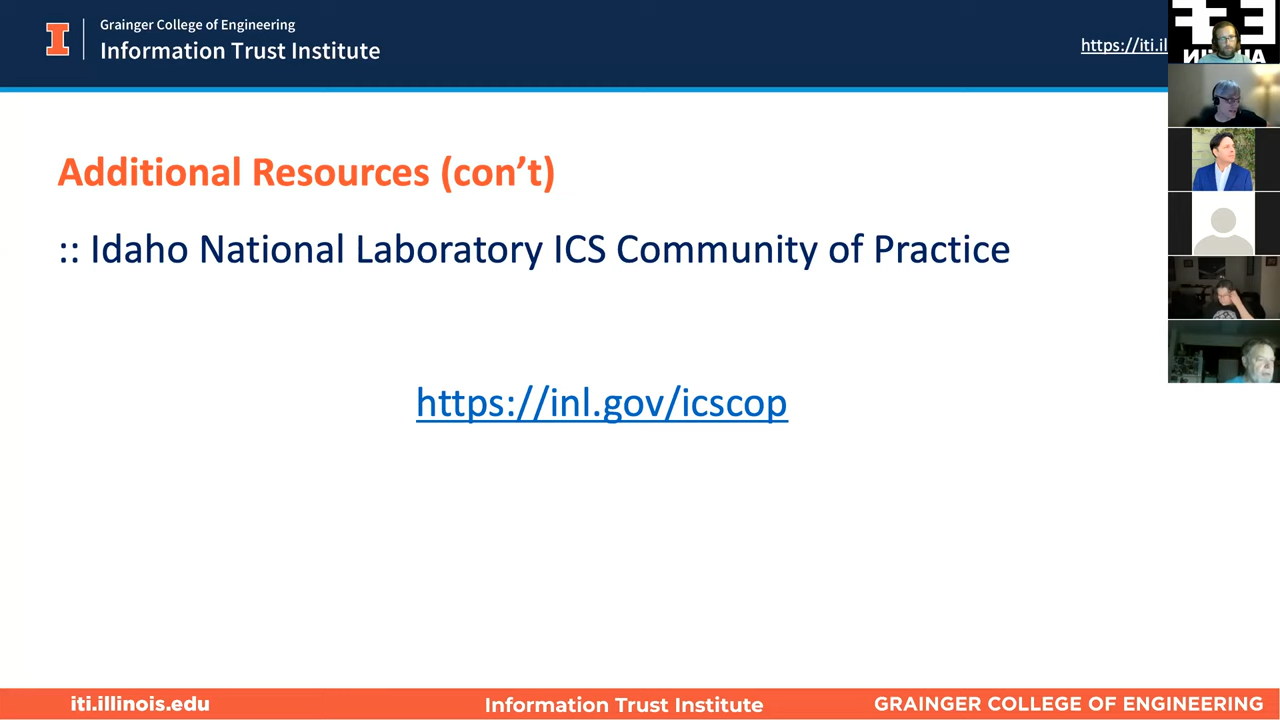 Grainger College of Engineering
Information Trust Institute
https://iti.il
Additional Resources (con’t)
:: Idaho National Laboratory ICS Community of Practice
https://inl.gov/icscop
iti.illinois.edu
Information Trust Institute
GRAINGER COLLEGE OF ENGINEERING